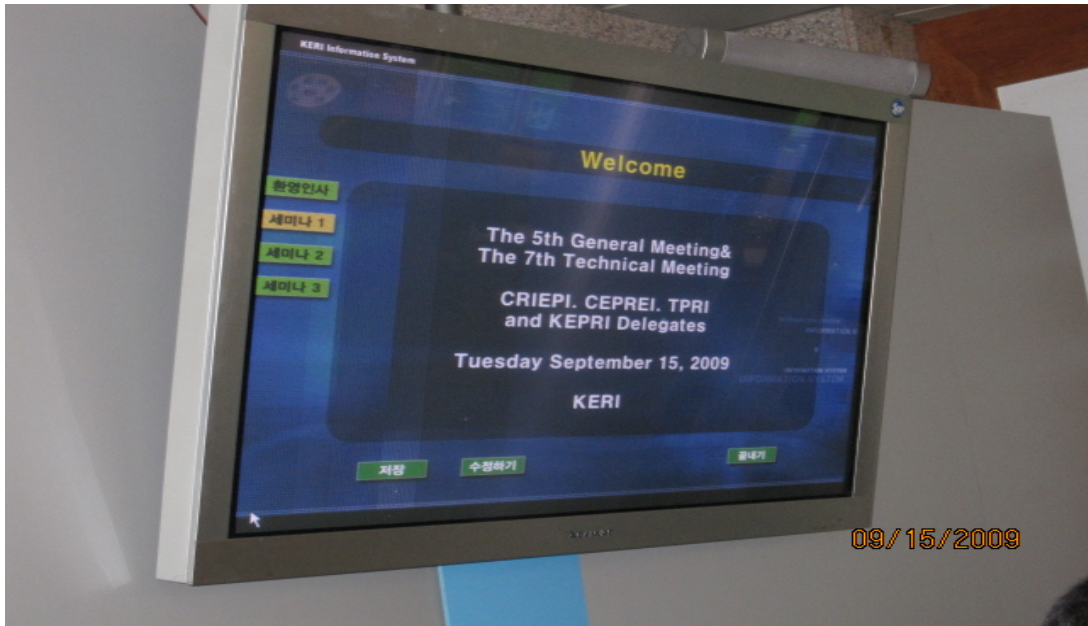 KERI Information System
Welcome
환영인사
세미나 1
세미나 2
세미나 3
The 5th General Meeting&
The 7th Technical Meeting
CRIEPI. CEPREI. TPRI
and KEPRI Delegates
Tuesday September 15, 2009
KERI
INFORMATION SYSTEM
저장
수정하기
끝내기
09/15/2009